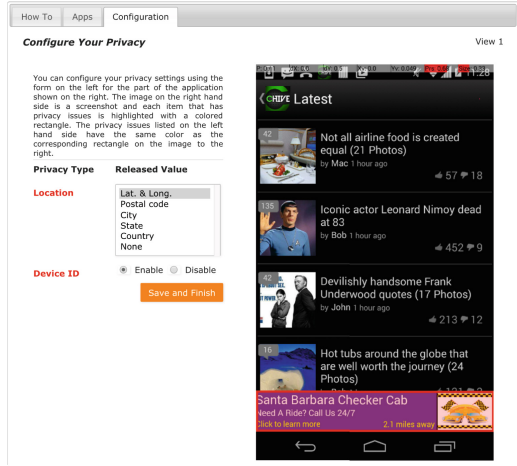 How To Apps Configuration
Configure Your Privacy
View 1
You can configure your privacy settings using the
form on the left for the part of the application
shown on the right. The image on the right hand
side is a screenshot and each item that has
privacy issues is highlighted with a colored
rectangle. The privacy issues listed on the left
hand side have the same color as the
corresponding rectangle on the image to the
right.
Privacy Type Released Value
Location
Lat. & Long.
Postal code
City
State
Country
None
Device ID
Enable Disable
Save and Finish
11:28
CHIVE Latest
42
Not all airline food is created
equal (21 Photos)
by Mac 1 hour ago
57 18
135
Iconic actor Leonard Nimoy dead
at 83
by Bob 1 hour ago
452 9
42
Devilishly handsome Frank
Underwood quotes (17 Photos)
by John 1 hour ago
213 12
16
Hot tubs around the globe that
are well worth the journey (24
Photos)
Santa Barbara Checker Cab
Need A Ride? Call Us 24/7
Click to learn more
2.1 miles away